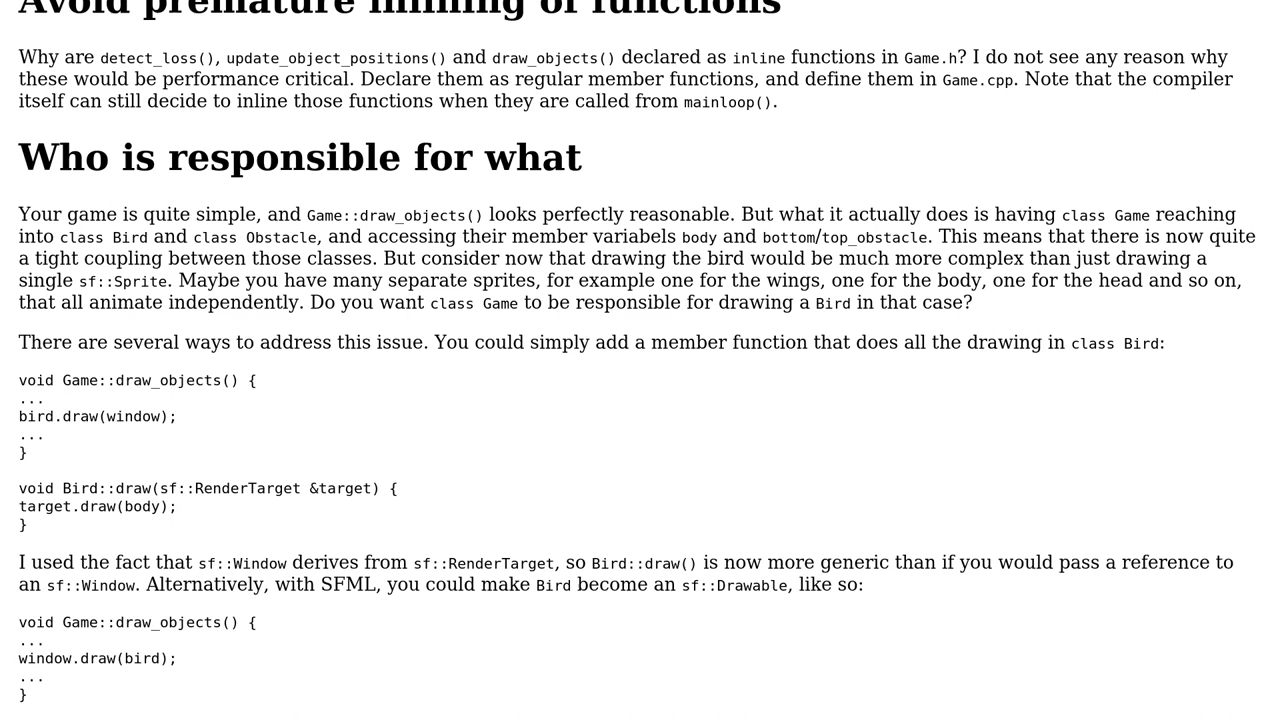 Avoid premature inlining of functions
Why are detect_loss(), update_object_positions() and draw_objects() declared as inline functions in Game.h? I do not see any reason why
these would be performance critical. Declare them as regular member functions, and define them in Game.cpp. Note that the compiler
itself can still decide to inline those functions when they are called from mainloop().
Who is responsible for what
Your game is quite simple, and Game::draw_objects() looks perfectly reasonable. But what it actually does is having class Game reaching
into class Bird and class Obstacle, and accessing their member variabels body and bottom/top_obstacle. This means that there is now quite
a tight coupling between those classes. But consider now that drawing the bird would be much more complex than just drawing a
single sf::Sprite. Maybe you have many separate sprites, for example one for the wings, one for the body, one for the head and so on,
that all animate independently. Do you want class Game to be responsible for drawing a Bird in that case?
There are several ways to address this issue. You could simply add a member function that does all the drawing in class Bird:
void Game::draw_objects() {
...
bird.draw(window);
...
}
void Bird::draw(sf::RenderTarget &target) {
target.draw(body);
}
I used the fact that sf::Window derives from sf::RenderTarget, so Bird::draw() is now more generic than if you would pass a reference to
an sf::Window. Alternatively, with SFML, you could make Bird become an sf::Drawable, like so:
void Game::draw_objects() {
...
window.draw(bird);
...
}